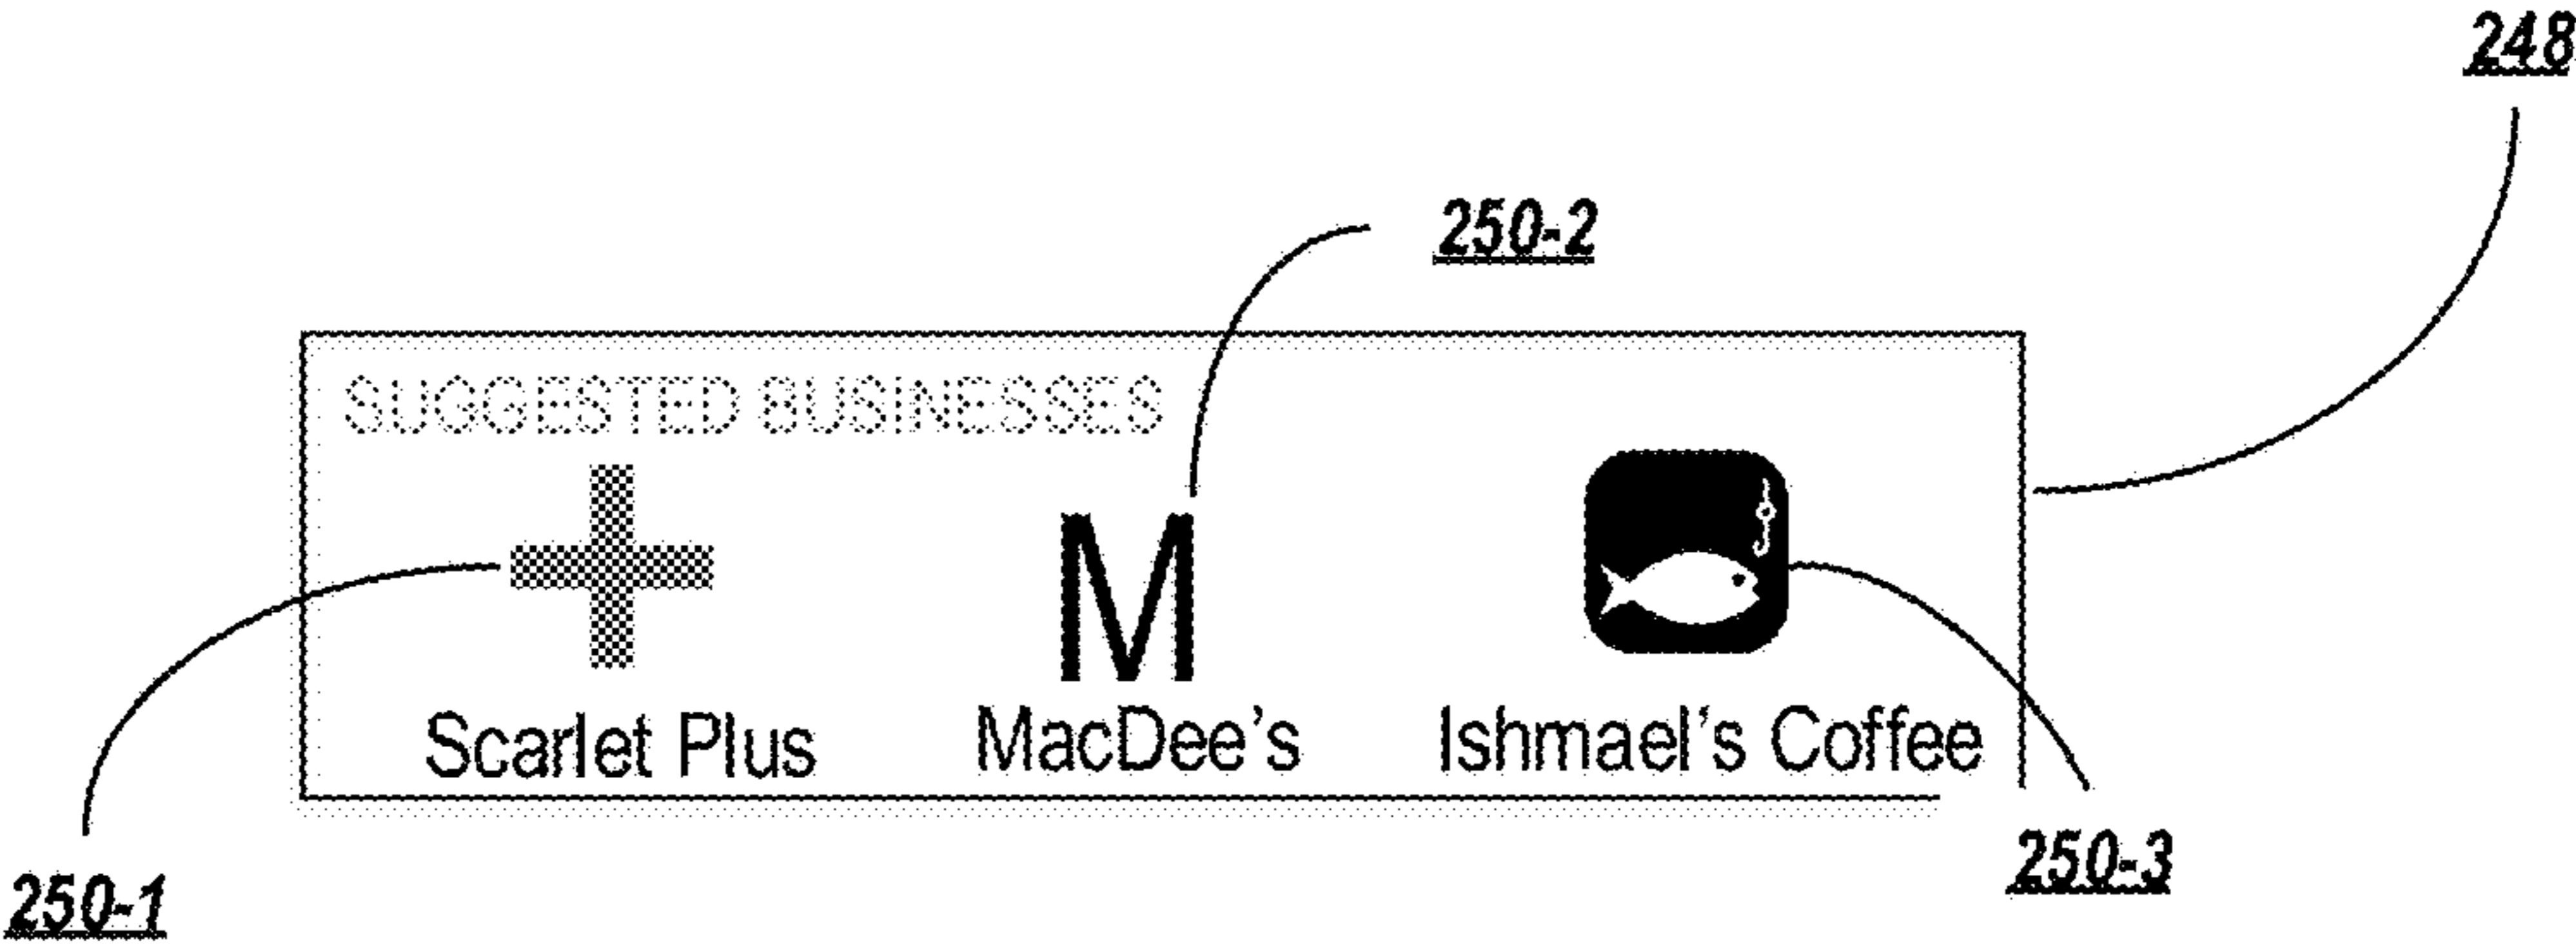 248
250-2
SUGGESTED BUSINESSES
M
Scarlet Plus MacDee's Ishmael's Coffee
250-3
250-1